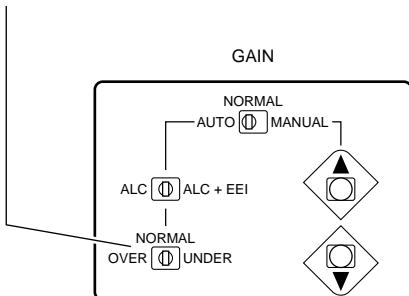 GAIN
NORMAL
AUTO MANUAL
ALC ALC + EEI
NORMAL
OVER UNDER